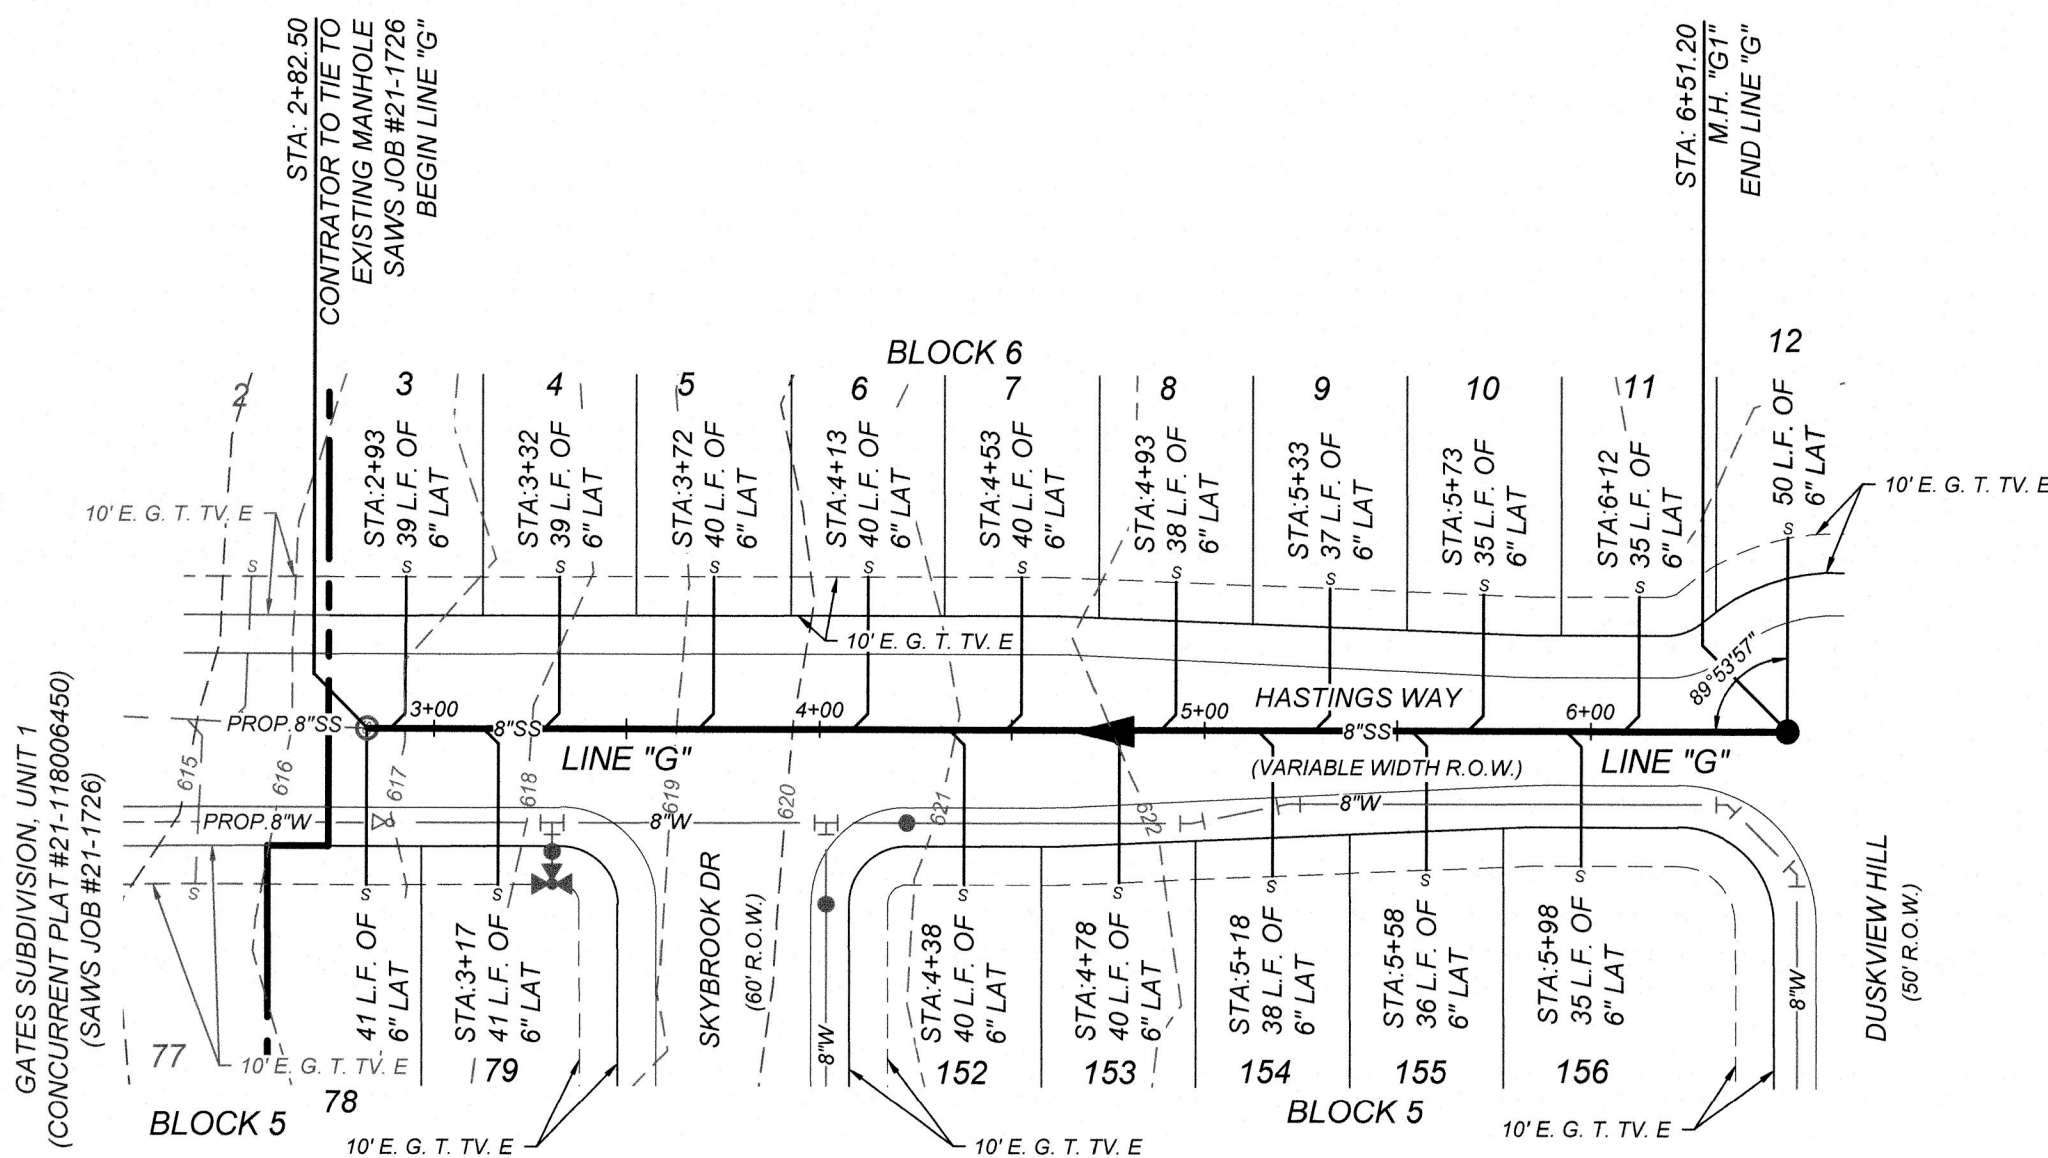 STA: 2+82.50
CONTRATOR TO TIE TO
EXISTING MANHOLE
SAWS JOB #21-1726
BEGIN LINE "G"
STA: 6+51.20
M.H. "G1"
END LINE "G"
BLOCK 6
2
3
4
5
6
7
8
9
10
11
12
STA:2+93
39 L.F. OF
6" LAT
STA:3+32
39 L.F. OF
6" LAT
STA:3+72
40 L.F. OF
6" LAT
STA:4+13
40 L.F. OF
6" LAT
STA:4+53
40 L.F. OF
6" LAT
STA:4+93
38 L.F. OF
6" LAT
STA:5+33
37 L.F. OF
6" LAT
STA:5+73
35 L.F. OF
6" LAT
STA:6+12
35 L.F. OF
6" LAT
50 L.F. OF
6" LAT
10' E. G. T. TV. E
10' E. G. T. TV. E
S
S
S
S
S
S
S
S
S
S
S
10' E. G. T. TV. E
89°53'57"
HASTINGS WAY
PROP.8"SS
S
3+00
8"SS
4+00
5+00
8"SS
6+00
LINE "G"
(VARIABLE WIDTH R.O.W.)
LINE "G"
615
616
617
618
619
620
621
622
PROP.8"W
8"W
8"W
S
S
S
S
S
S
S
S
GATES SUBDIVISION, UNIT 1
(CONCURRENT PLAT #21-118006450)
(SAWS JOB #21-1726)
41 L.F. OF
6" LAT
STA:3+17
41 L.F. OF
6" LAT
SKYBROOK DR
(60' R.O.W.)
8"W
STA:4+38
40 L.F. OF
6" LAT
STA:4+78
40 L.F. OF
6" LAT
STA:5+18
38 L.F. OF
6" LAT
STA:5+58
36 L.F. OF
6" LAT
STA:5+98
35 L.F. OF
6" LAT
8"W
DUSKVIEW HILL
(50' R.O.W.)
77
10' E. G. T. TV. E
78
79
152
153
154
155
156
BLOCK 5
BLOCK 5
10' E. G. T. TV. E
10' E. G. T. TV. E
10' E. G. T. TV. E